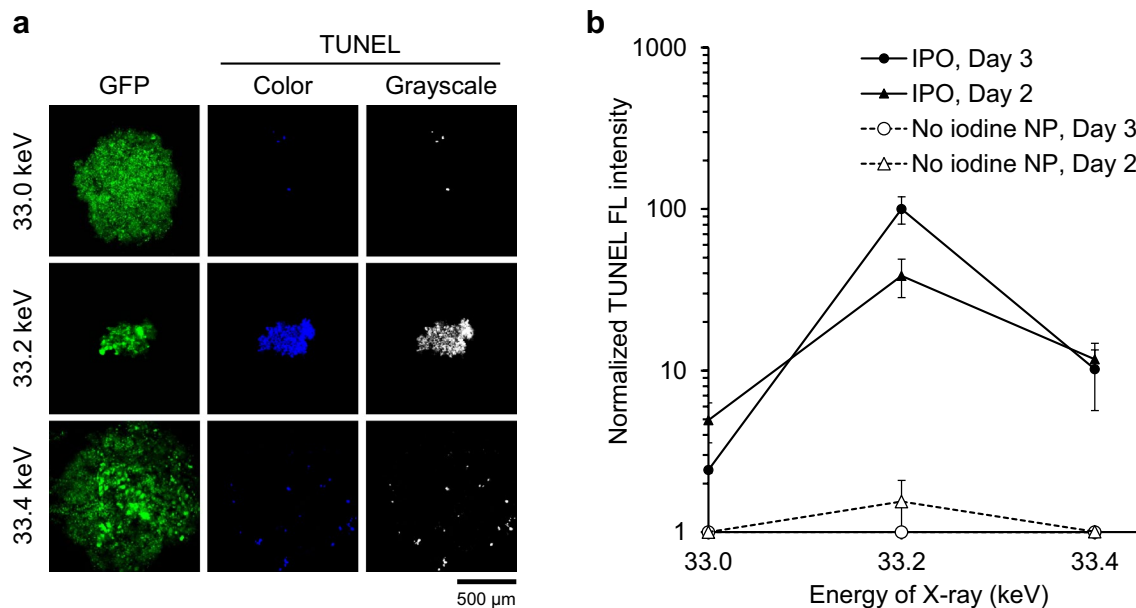 a
TUNEL
GFP Color Grayscale
33.0 keV
33.2 keV
33.4 keV
500 µm
b
Normalized TUNEL FL intensity
1000
100
10
1
33.0 33.2 33.4
Energy of X-ray (keV)
IPO, Day 3
IPO, Day 2
No iodine NP, Day 3
No iodine NP, Day 2